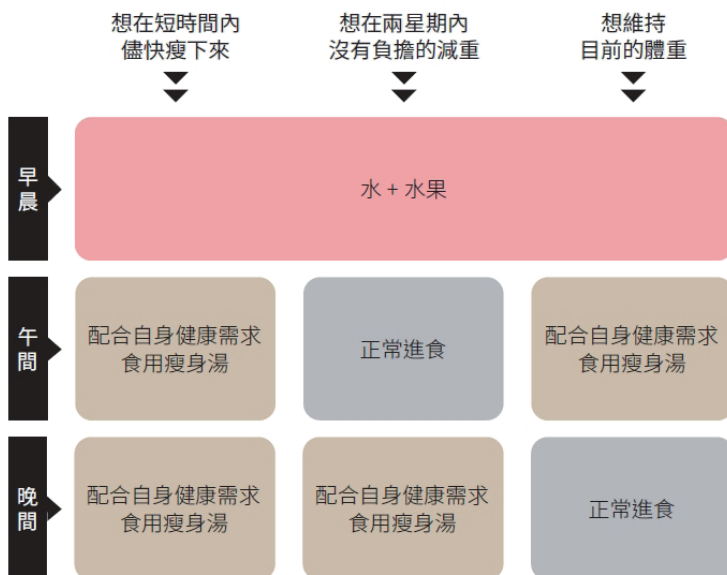 想在短時間內
儘快瘦下來
想在兩星期內
沒有負擔的減重
想維持
目前的體重
早晨
水 + 水果
午間
配合自身健康需求
食用瘦身湯
正常進食
配合自身健康需求
食用瘦身湯
晚間
配合自身健康需求
食用瘦身湯
配合自身健康需求
食用瘦身湯
正常進食